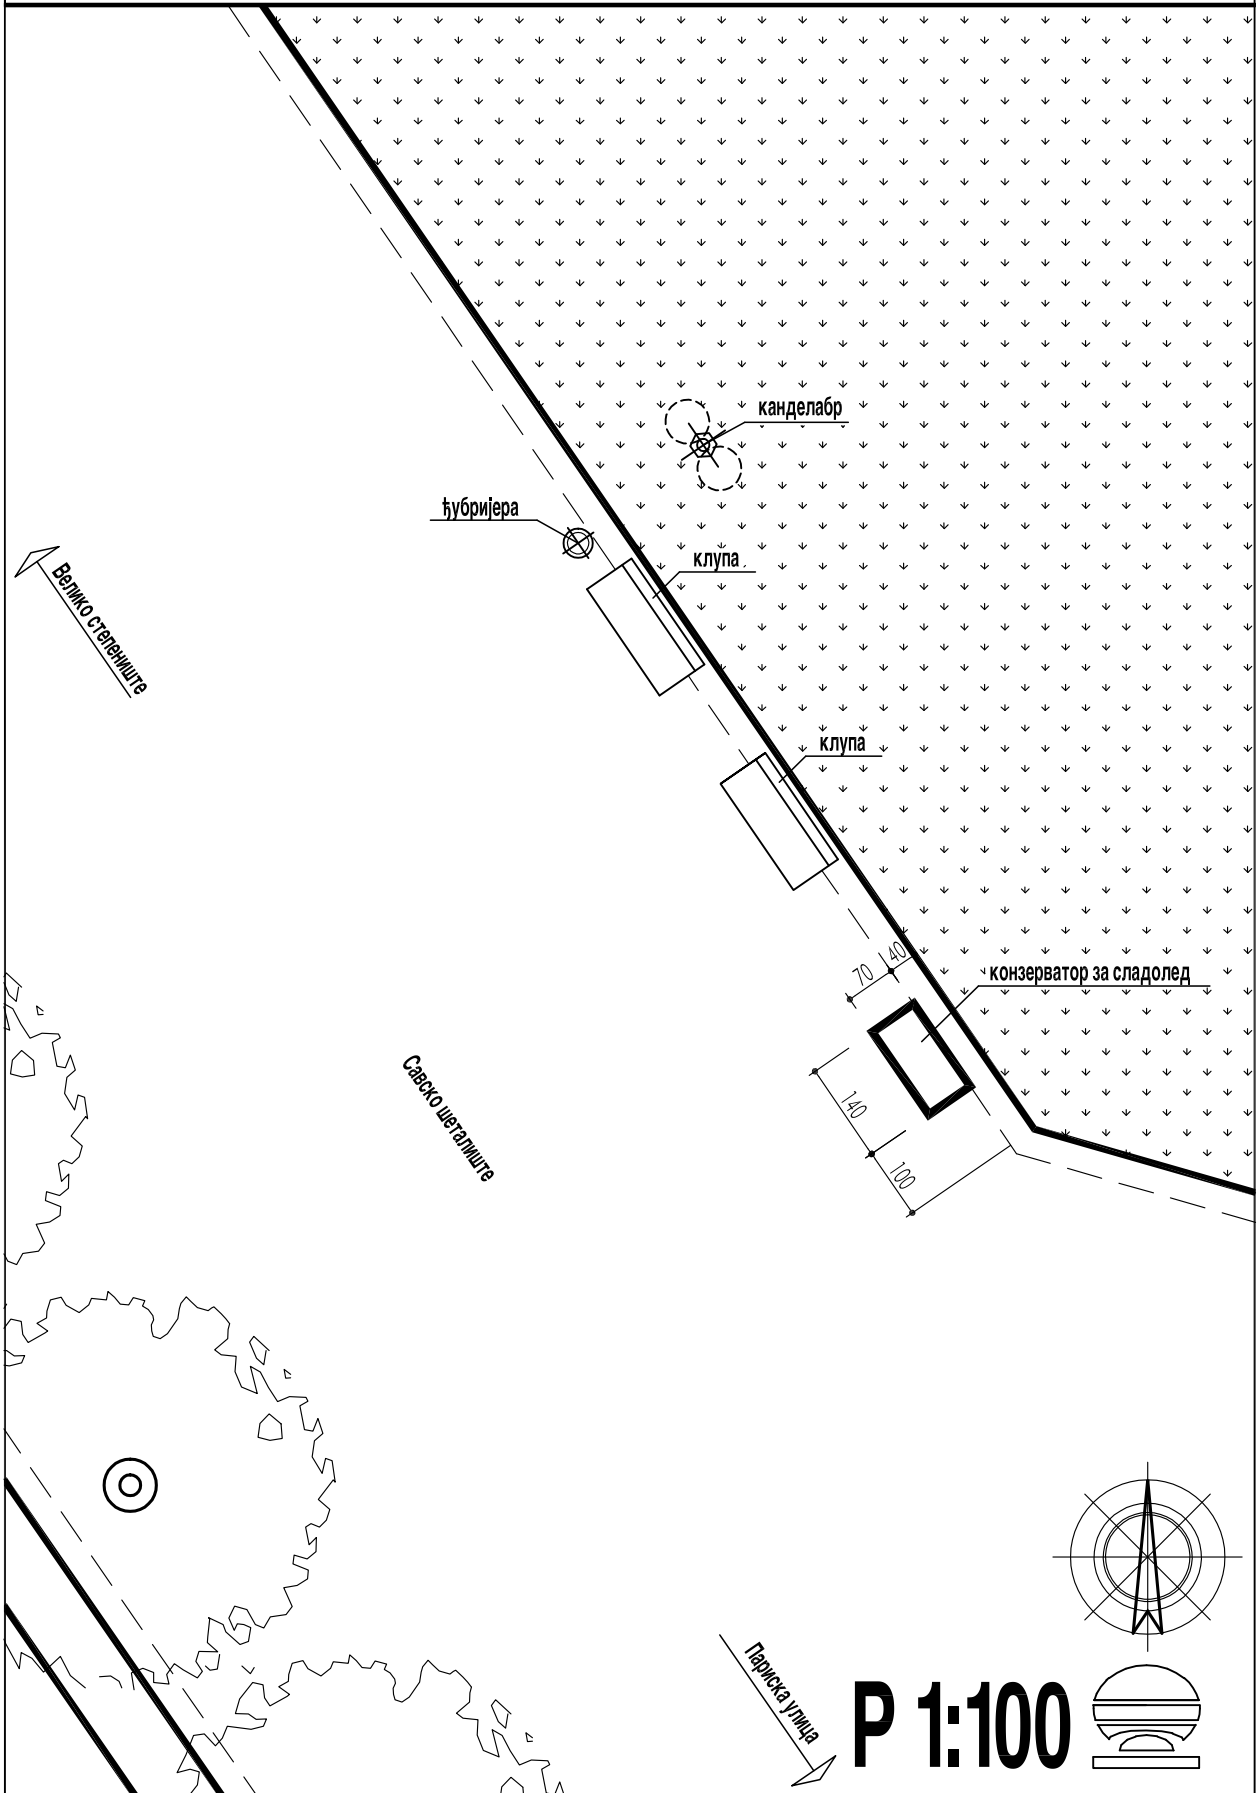 канделабр
ђубријера
клупа
Велико степениште
клупа
40
70
конзерватор за сладолед
Савско шеталиште
140
100
Париска улица
Р 1:100